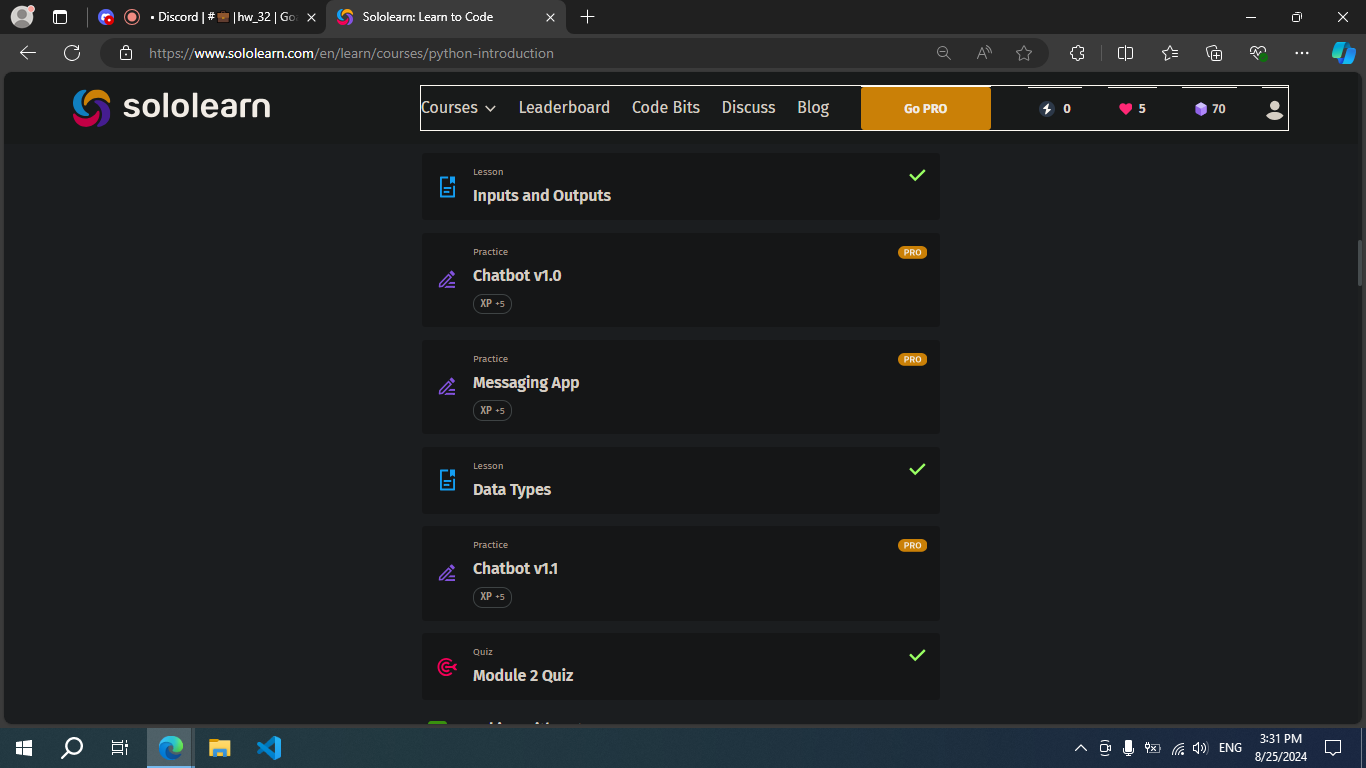 • Discord | #💼|hw_32 | Go
Sololearn: Learn to Code
https://www.sololearn.com/en/learn/courses/python-introduction
sololearn
Courses Leaderboard Code Bits Discuss Blog Go PRO 0 5 70
Lesson
Inputs and Outputs
Practice
PRO
Chatbot v1.0
XP +5
Practice
PRO
Messaging App
XP +5
Lesson
Data Types
Practice
PRO
Chatbot v1.1
XP +5
Quiz
Module 2 Quiz
ENG
3:31 PM
8/25/2024